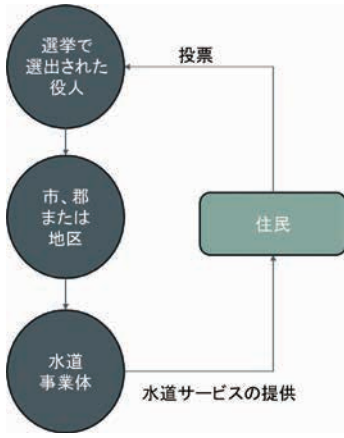 選挙で
選出された
役人
投票
市、郡
または
地区
住民
水道
事業体
水道サービスの提供